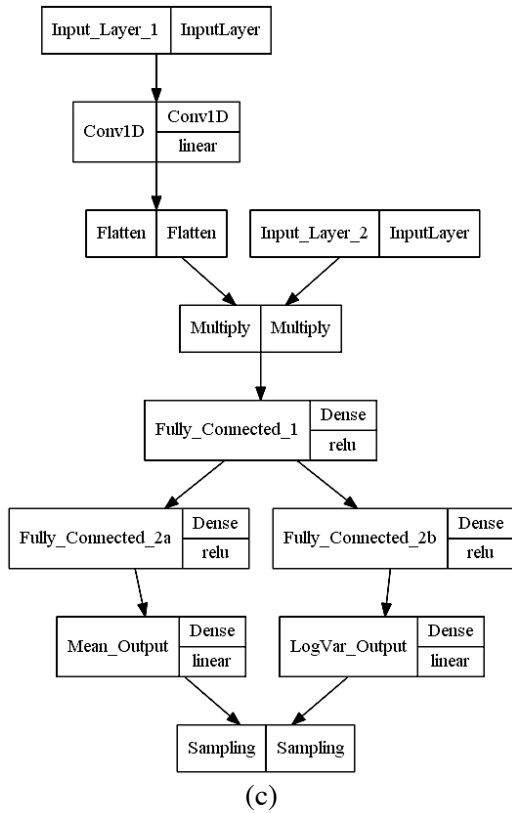 Input_Layer_1 InputLayer
Conv1D Conv1D
linear
Flatten Flatten Input_Layer_2 InputLayer
Multiply Multiply
Fully_Connected_1 Dense
relu
Fully_Connected_2a Dense Fully_Connected_2b Dense
relu relu
Mean_Output Dense LogVar_Output Dense
linear linear
Sampling Sampling
(c)